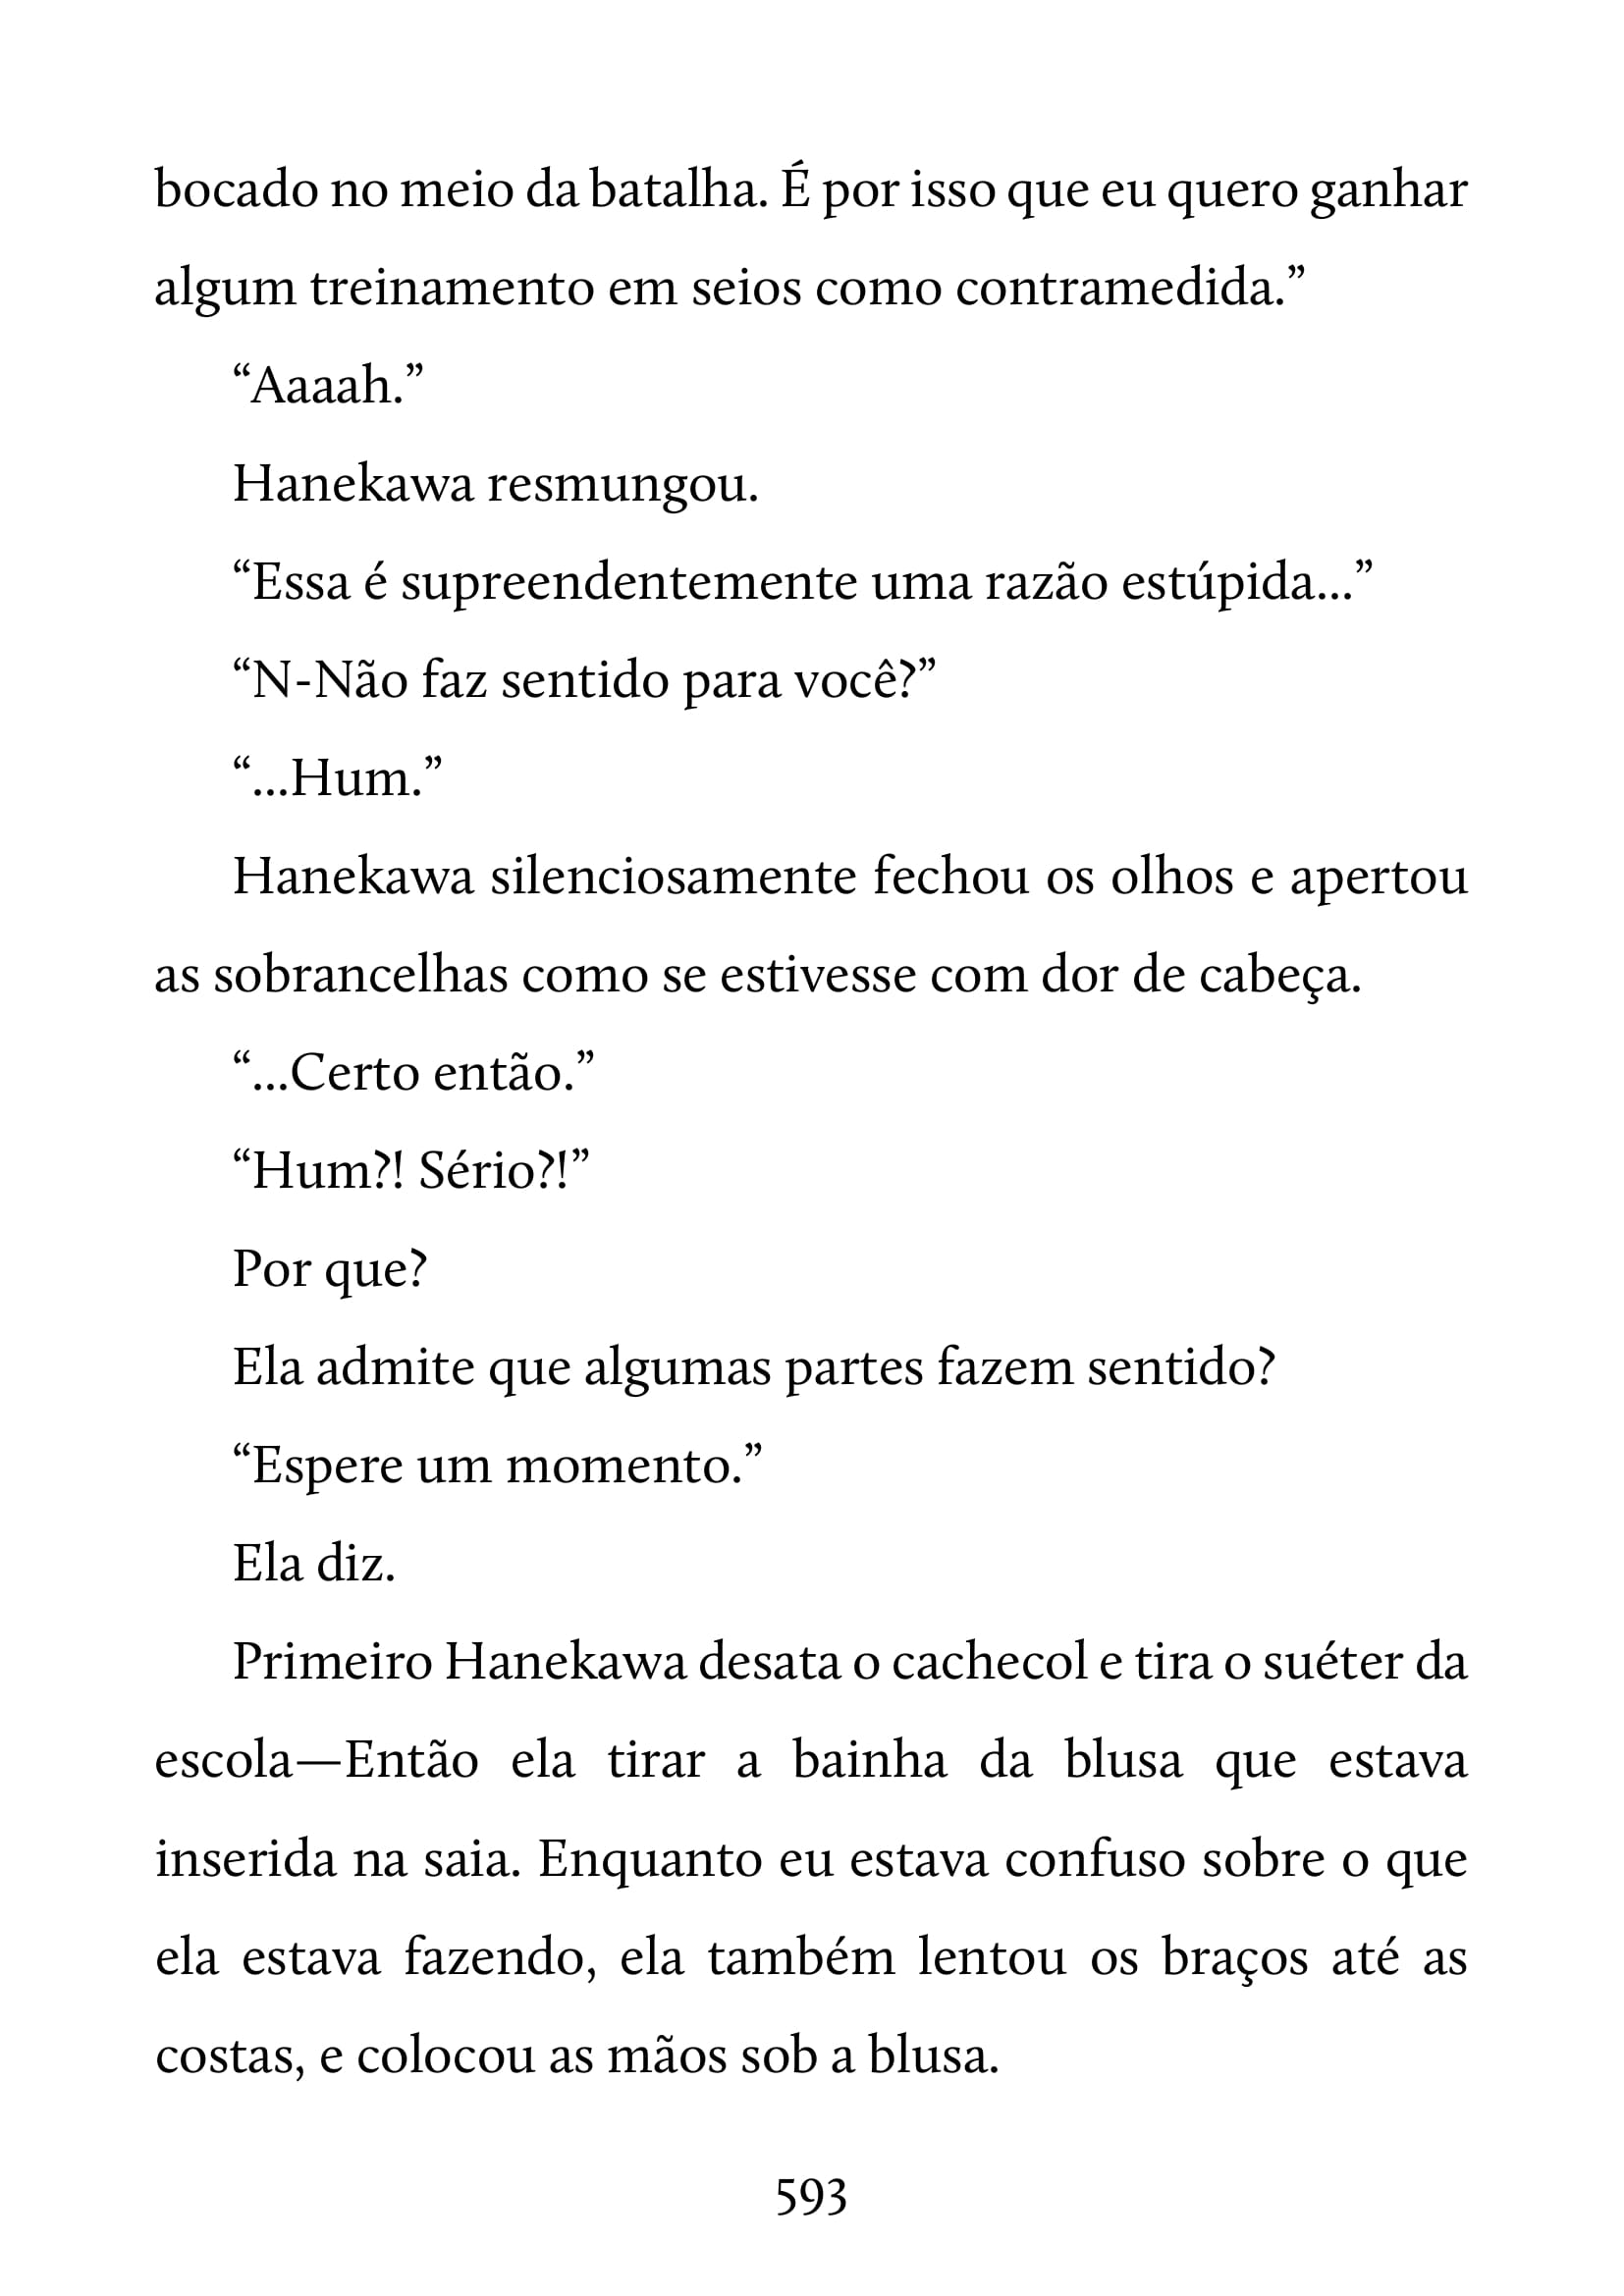 bocado no meio da batalha. É por isso que eu quero ganhar
algum treinamento em seios como contramedida.”
“Aaaah.”
Hanekawa resmungou.
“Essa é supreendentemente uma razão estúpida...”
“N-Não faz sentido para você?”
“...Hum.”
Hanekawa silenciosamente fechou os olhos e apertou
as sobrancelhas como se estivesse com dor de cabeça.
“...Certo então.”
“Hum?! Sério?!”
Por que?
Ela admite que algumas partes fazem sentido?
“Espere um momento.”
Ela diz.
Primeiro Hanekawa desata o cachecol e tira o suéter da
escola—Então ela tirar a bainha da blusa que estava
inserida na saia. Enquanto eu estava confuso sobre o que
ela estava fazendo, ela também lentou os braços até as
costas, e colocou as mãos sob a blusa.
593